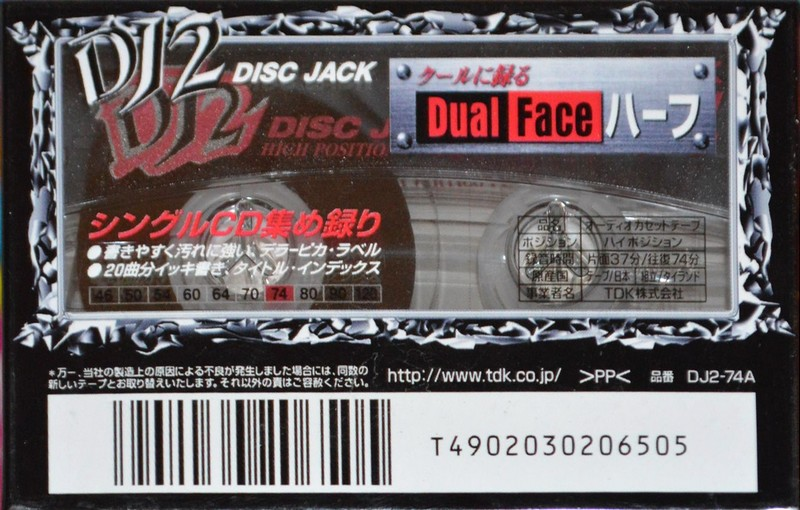 DJ2 DISC JACK
DJ2 DISC J
HIGH POSITIO
クールに録る
Dual Face ハーフ
シングルCD集め録り
●書きやすく汚れに強い、デラーピカ・ラベル
●20曲分イッキ書き、タイトル・インデックス
46 50 54 60 64 70 74 80 90 120
品名 オーディオカセットテープ
ポジション ハイポジション
録音時間 片面37分/往復74分
原産国 テープ/日本 組立/タイランド
事業者名 TDK株式会社
*万一、当社の製造上の原因による不良が発生しました場合には、同数の
新しいテープとお取り替えいたします。それ以外の責はご容赦ください。
http://www.tdk.co.jp/ >PP< 品番 DJ2-74A
T4902030206505